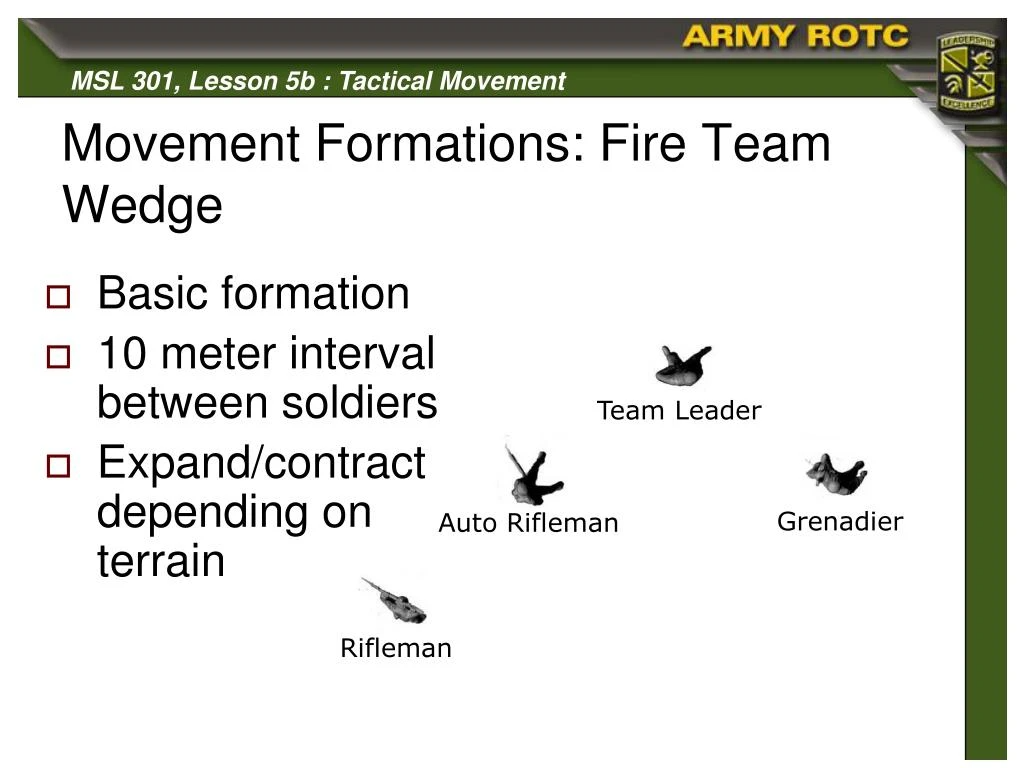 ARMY ROTC
LEADERSHIP
EXCELLENCE
MSL 301, Lesson 5b : Tactical Movement
Movement Formations: Fire Team
Wedge
Basic formation
10 meter interval
between soldiers
Expand/contract
depending on
terrain
Team Leader
Auto Rifleman
Grenadier
Rifleman